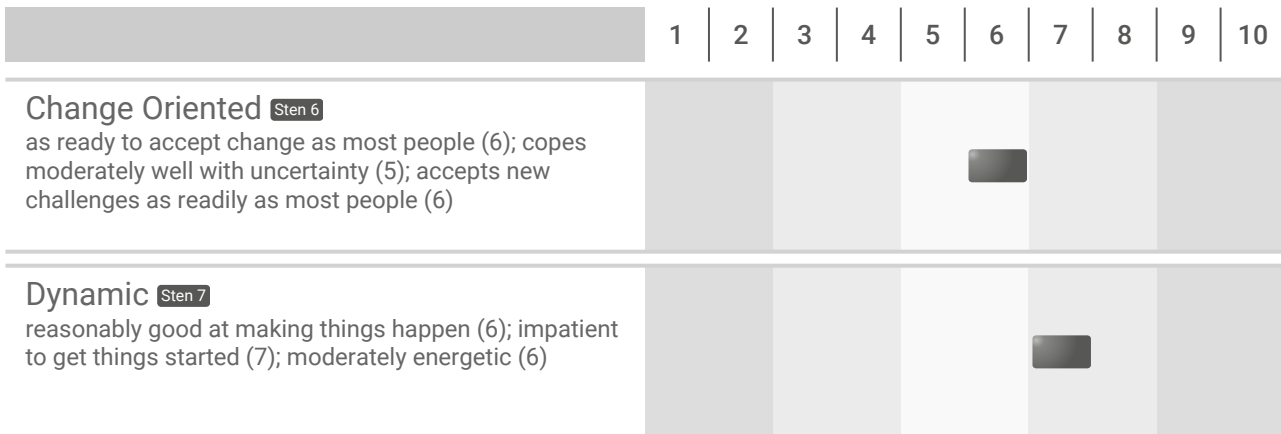 1 2 3 4 5 6 7 8 9 10
Change Oriented Sten 6
as ready to accept change as most people (6); copes
moderately well with uncertainty (5); accepts new
challenges as readily as most people (6)
Dynamic Sten 7
reasonably good at making things happen (6); impatient
to get things started (7); moderately energetic (6)